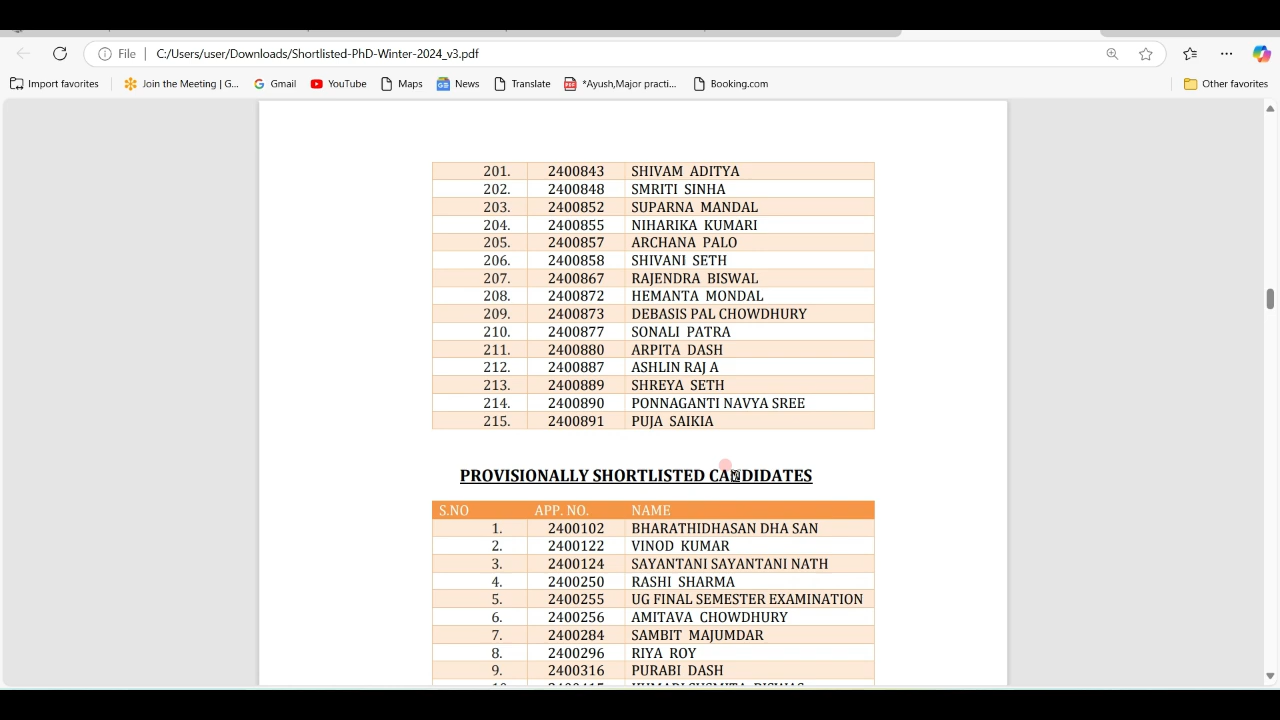 File C:/Users/user/Downloads/Shortlisted-PhD-Winter-2024_v3.pdf
Import favorites Join the Meeting | G... Gmail YouTube Maps News Translate *Ayush,Major practi... Booking.com Other favorites
201. 2400843 SHIVAM ADITYA
202. 2400848 SMRITI SINHA
203. 2400852 SUPARNA MANDAL
204. 2400855 NIHARIKA KUMARI
205. 2400857 ARCHANA PALO
206. 2400858 SHIVANI SETH
207. 2400867 RAJENDRA BISWAL
208. 2400872 HEMANTA MONDAL
209. 2400873 DEBASIS PAL CHOWDHURY
210. 2400877 SONALI PATRA
211. 2400880 ARPITA DASH
212. 2400887 ASHLIN RAJ A
213. 2400889 SHREYA SETH
214. 2400890 PONNAGANTI NAVYA SREE
215. 2400891 PUJA SAIKIA
PROVISIONALLY SHORTLISTED CANDIDATES
S.NO APP. NO. NAME
1. 2400102 BHARATHIDHASAN DHA SAN
2. 2400122 VINOD KUMAR
3. 2400124 SAYANTANI SAYANTANI NATH
4. 2400250 RASHI SHARMA
5. 2400255 UG FINAL SEMESTER EXAMINATION
6. 2400256 AMITAVA CHOWDHURY
7. 2400284 SAMBIT MAJUMDAR
8. 2400296 RIYA ROY
9. 2400316 PURABI DASH